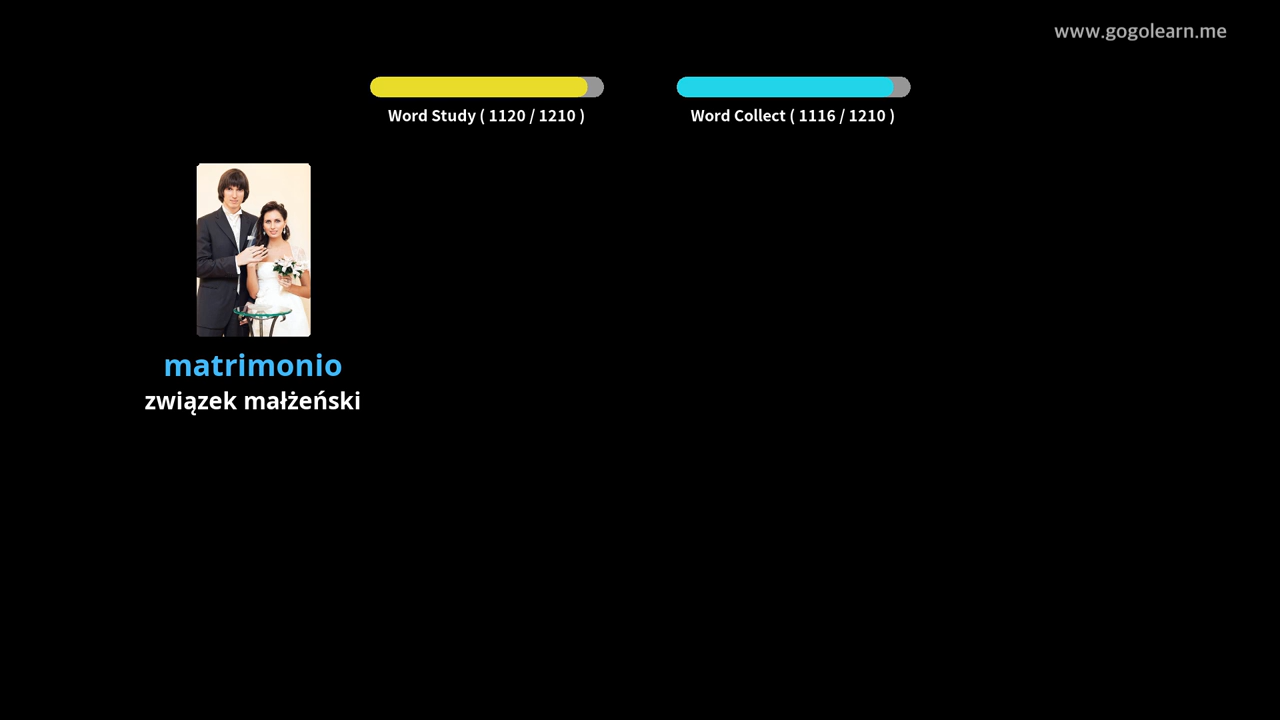 www.gogolearn.me
Word Study ( 1120 / 1210 )
Word Collect ( 1116 / 1210 )
matrimonio
związek małżeński